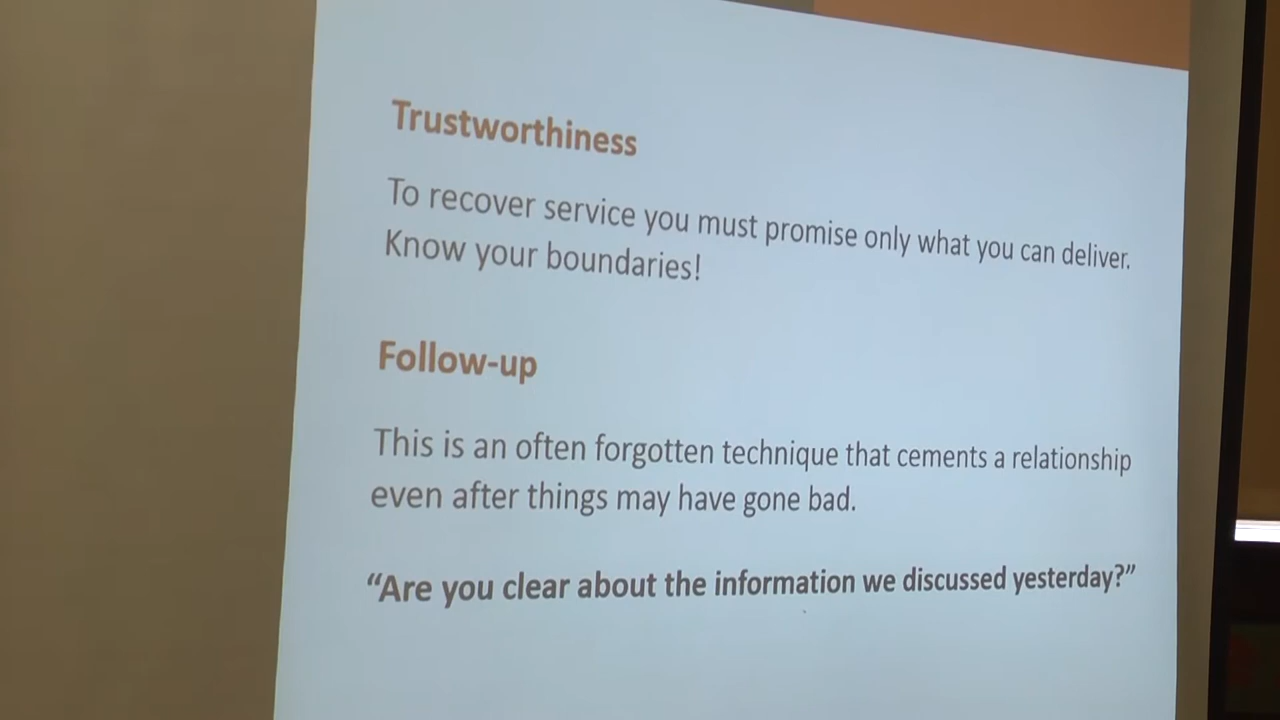 Trustworthiness
To recover service you must promise only what you can deliver.
Know your boundaries!
Follow-up
This is an often forgotten technique that cements a relationship
even after things may have gone bad.
“Are you clear about the information we discussed yesterday?”